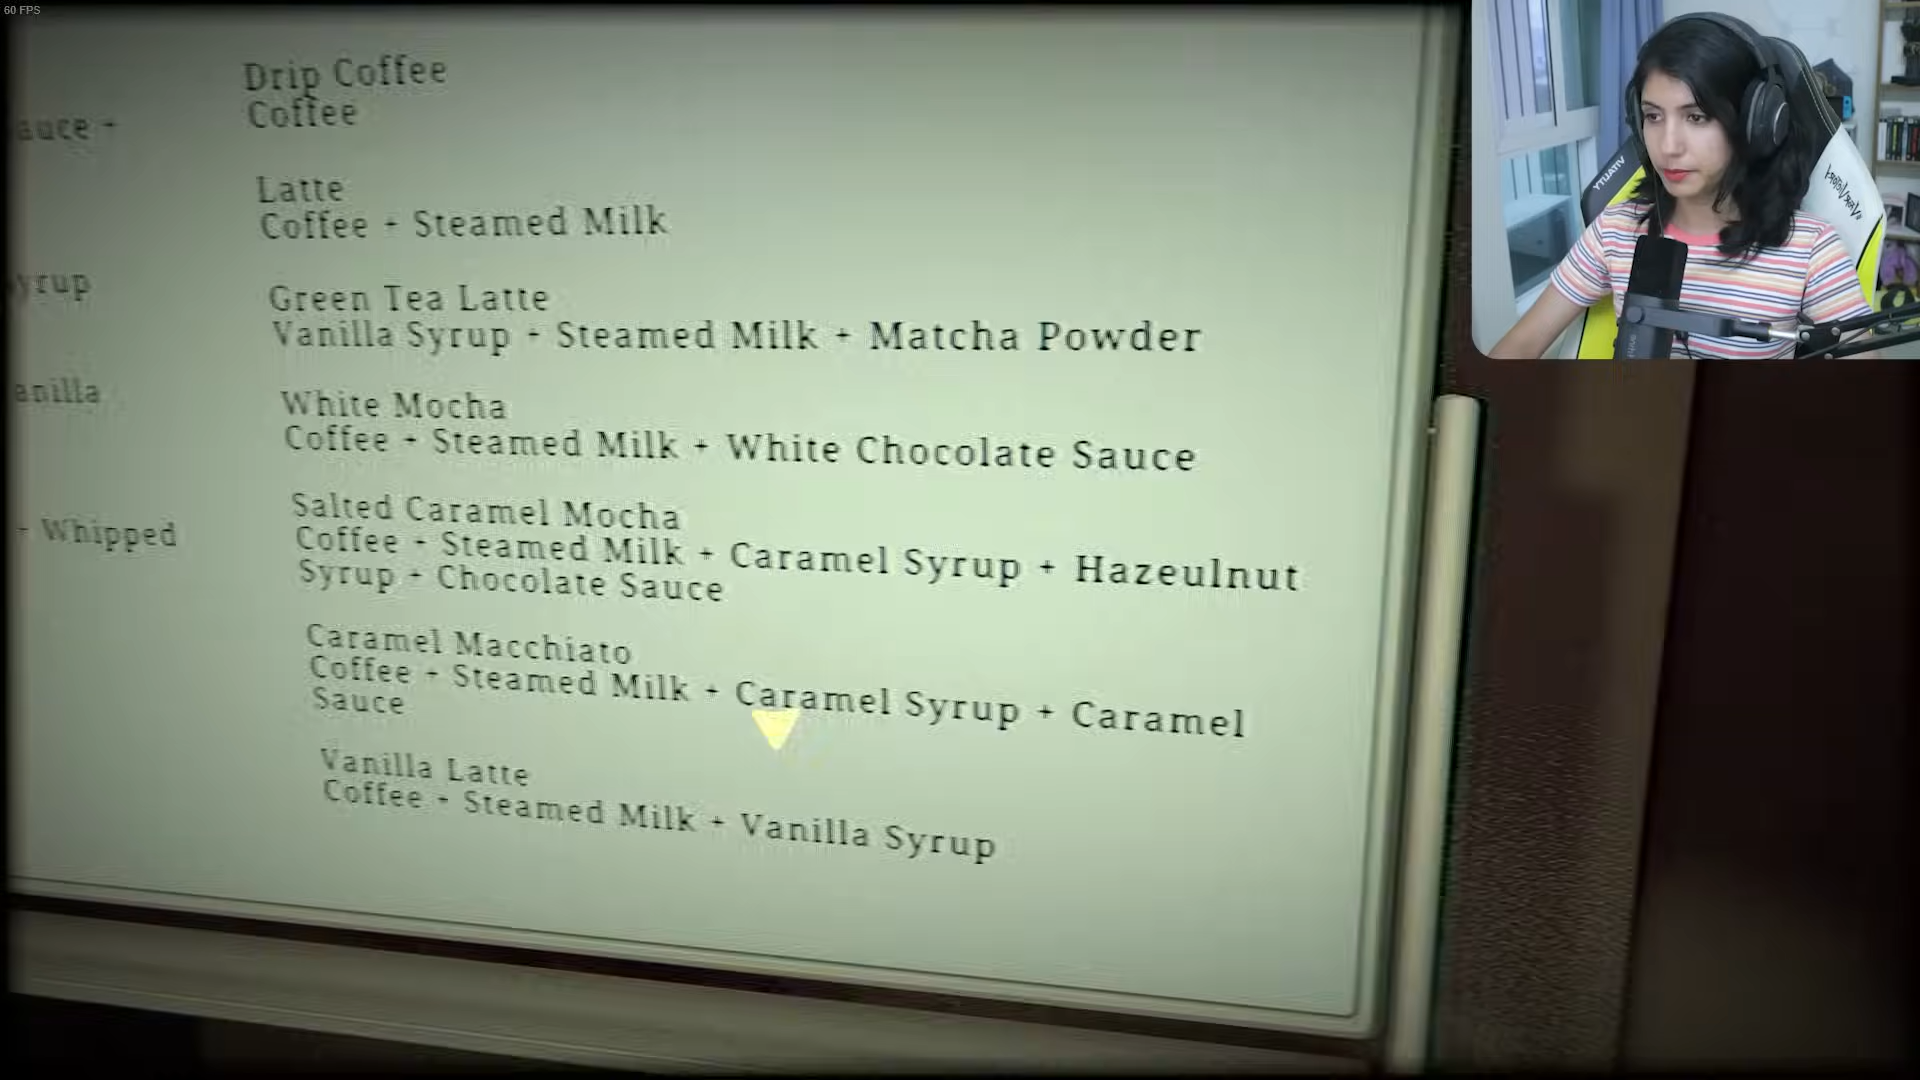 60 FPS
Drip Coffee
Coffee
Latte
Coffee + Steamed Milk
Green Tea Latte
Vanilla Syrup + Steamed Milk + Matcha Powder
White Mocha
Coffee + Steamed Milk + White Chocolate Sauce
Salted Caramel Mocha
Coffee + Steamed Milk + Caramel Syrup + Hazeulnut
Syrup + Chocolate Sauce
Caramel Macchiato
Coffee + Steamed Milk + Caramel Syrup + Caramel
Sauce
Vanilla Latte
Coffee + Steamed Milk + Vanilla Syrup
auce +
yrup
anilla
+ Whipped
VITALITY